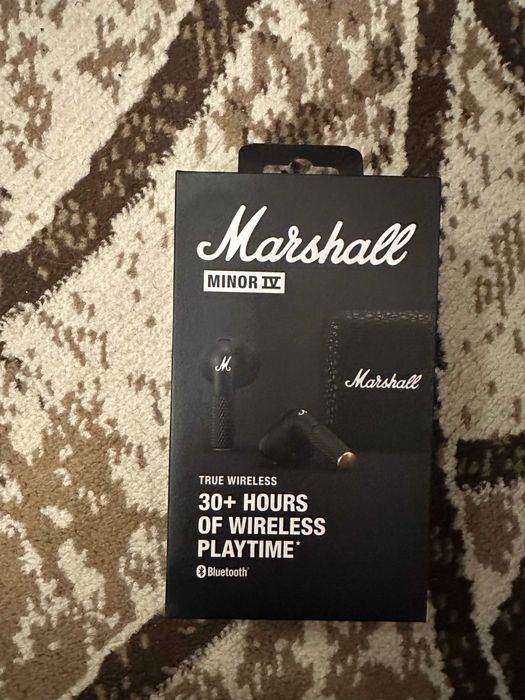 Marshall
MINOR IV
M
Marshall
TRUE WIRELESS
30+ HOURS
OF WIRELESS
PLAYTIME*
Bluetooth®